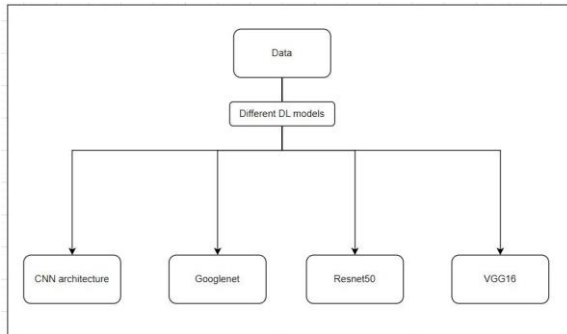 Data
Different DL models
CNN architecture
Googlenet
Resnet50
VGG16